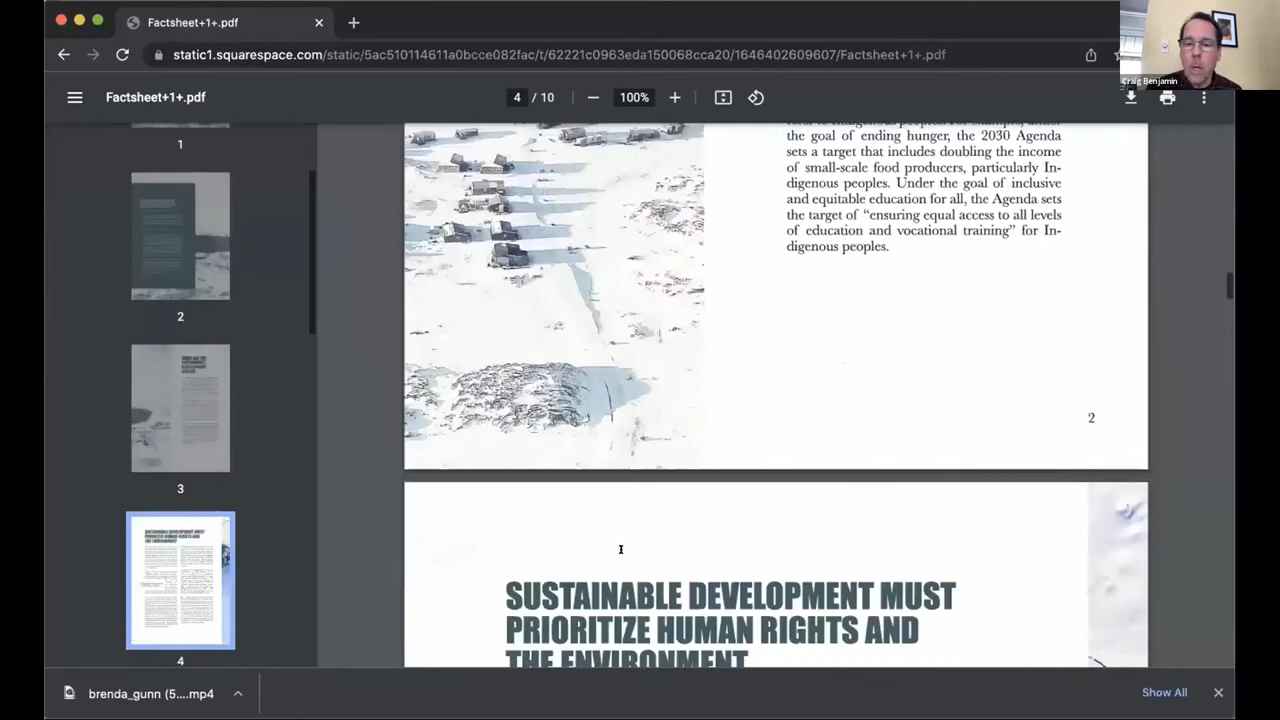 Factsheet+1+.pdf
static1.squarespace.com/static/5ac510114611a0bcce082fac/t/62221c0963eda150068cca20/1646402609607/Factsheet+1+.pdf
Craig Benjamin
Factsheet+1+.pdf
4 / 10
100%
1
2
3
4
the goal of ending hunger, the 2030 Agenda
sets a target that includes doubling the income
of small-scale food producers, particularly In-
digenous peoples. Under the goal of inclusive
and equitable education for all, the Agenda sets
the target of “ensuring equal access to all levels
of education and vocational training” for In-
digenous peoples.
2
SUSTAINABLE DEVELOPMENT MUST
PRIORITIZE HUMAN RIGHTS AND
THE ENVIRONMENT
brenda_gunn (5....mp4
Show All